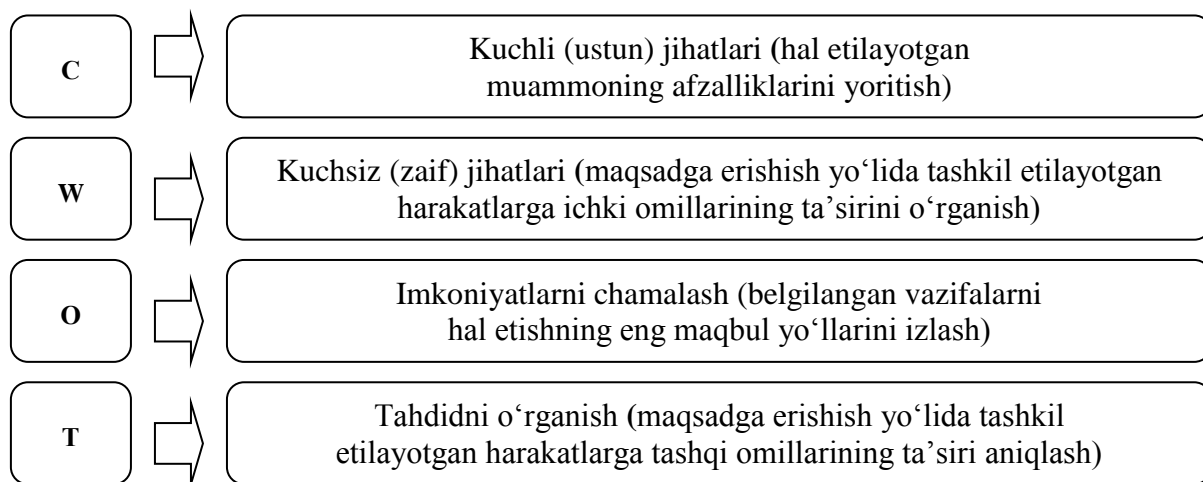 C
Kuchli (ustun) jihatlari (hal etilayotgan
muammoning afzalliklarini yoritish)
W
Kuchsiz (zaif) jihatlari (maqsadga erishish yo‘lida tashkil etilayotgan
harakatlarga ichki omillarining ta’sirini o‘rganish)
O
Imkoniyatlarni chamalash (belgilangan vazifalarni
hal etishning eng maqbul yo‘llarini izlash)
T
Tahdidni o‘rganish (maqsadga erishish yo‘lida tashkil
etilayotgan harakatlarga tashqi omillarining ta’siri aniqlash)